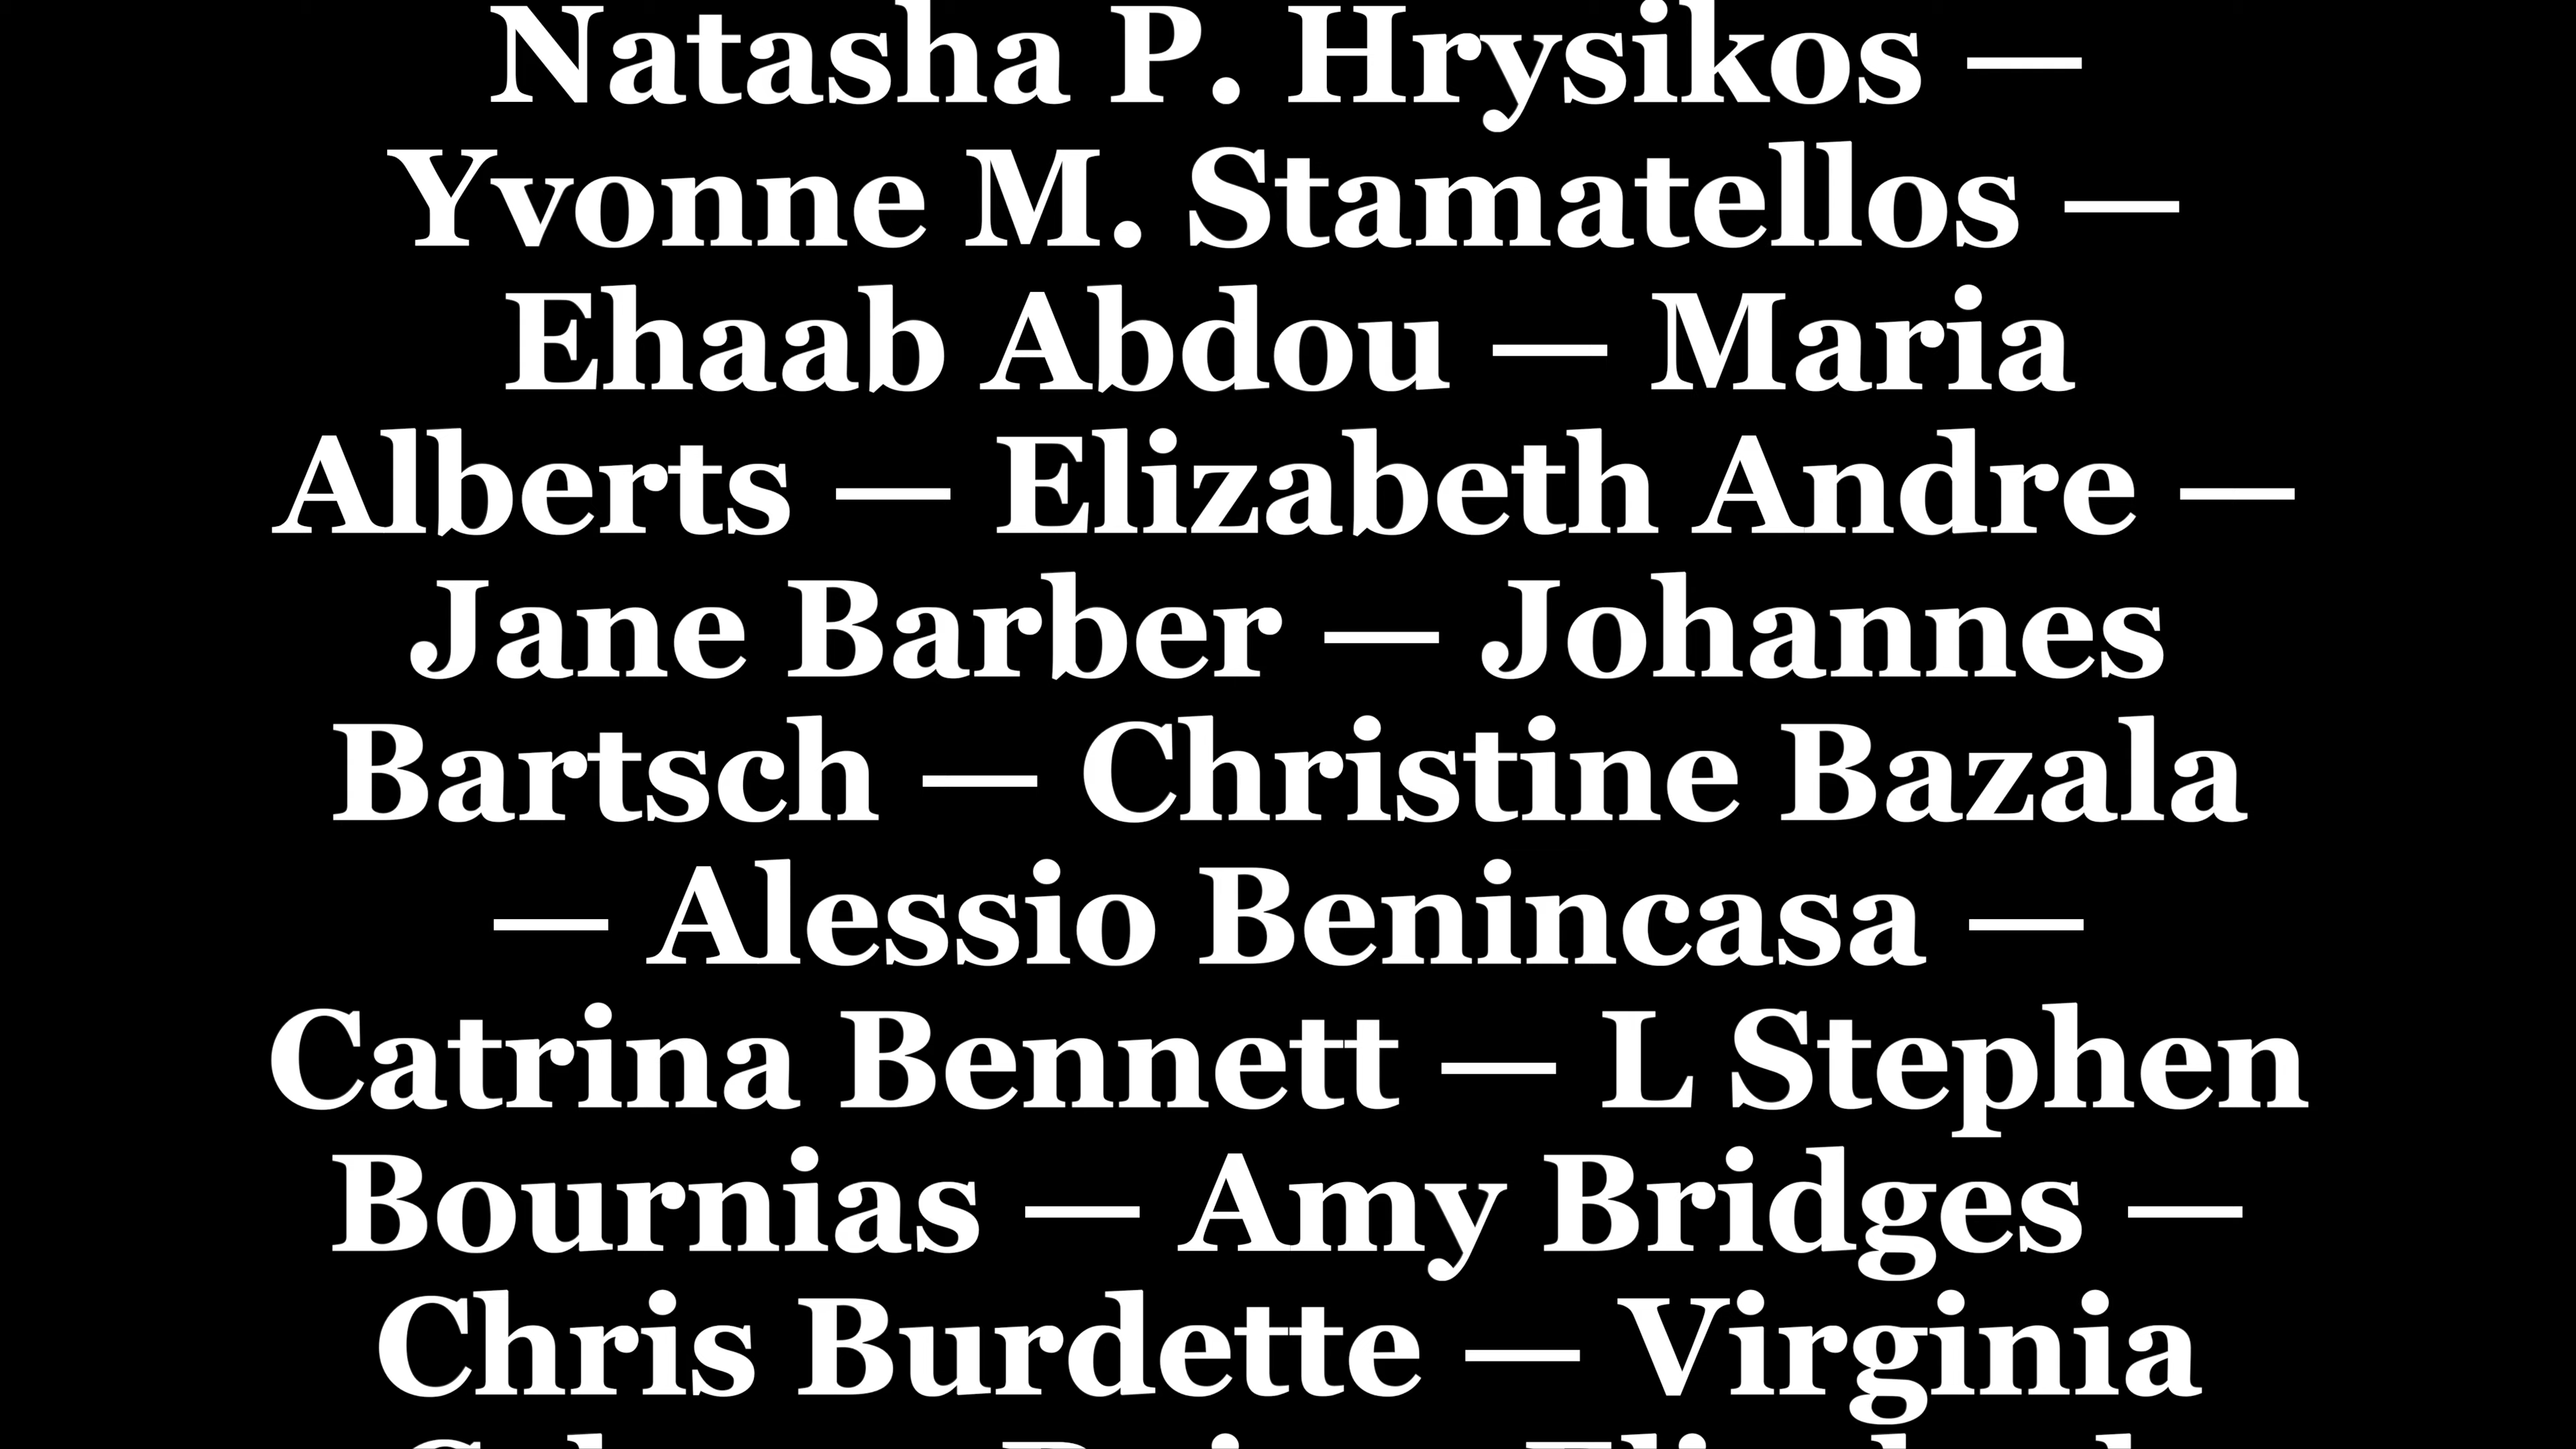 Natasha P. Hrysikos —
Yvonne M. Stamatellos —
Ehaab Abdou — Maria
Alberts — Elizabeth Andre —
Jane Barber — Johannes
Bartsch — Christine Bazala
— Alessio Benincasa —
Catrina Bennett — L Stephen
Bournias — Amy Bridges —
Chris Burdette — Virginia